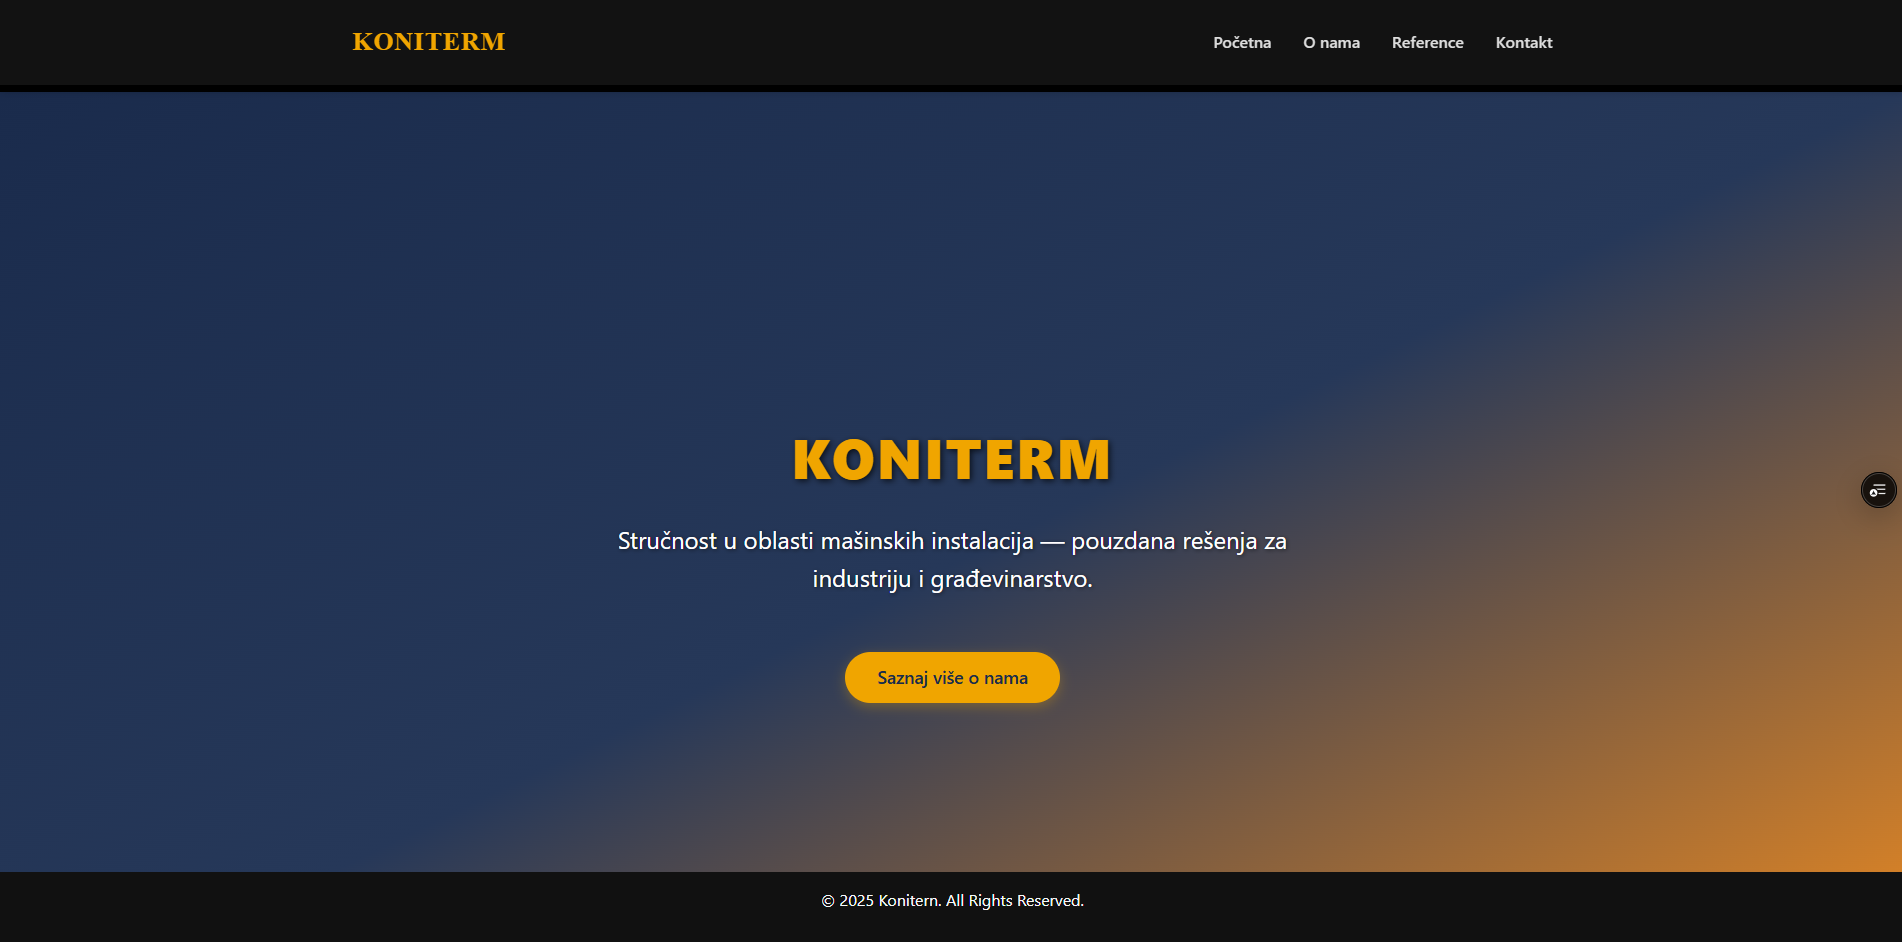 KONITERM
Početna
O nama
Reference
Kontakt
KONITERM
Stručnost u oblasti mašinskih instalacija — pouzdana rešenja za
industriju i građevinarstvo.
Saznaj više o nama
© 2025 Konitern. All Rights Reserved.